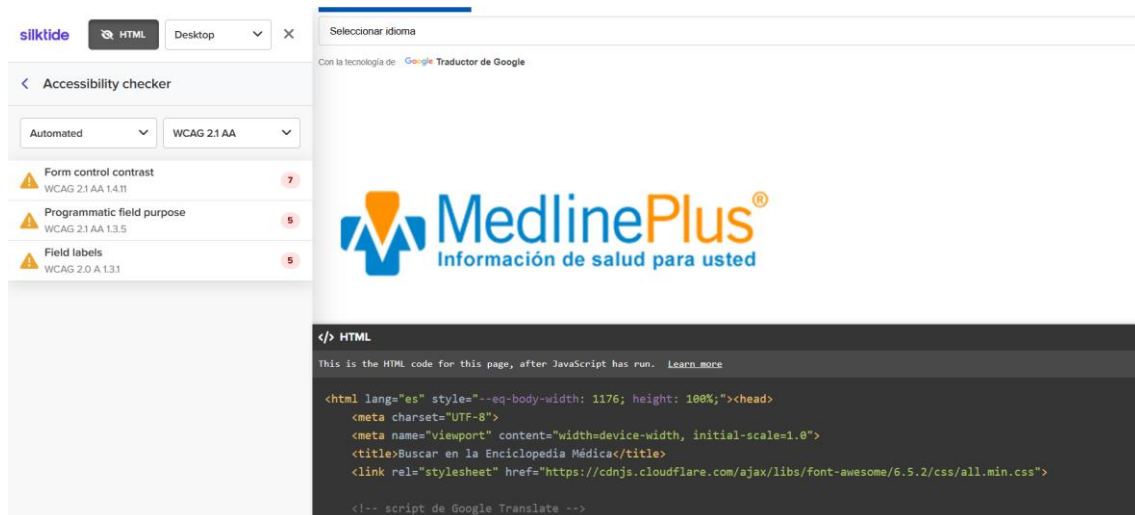 silktide
HTML
Desktop
Accessibility checker
Automated
WCAG 2.1 AA
Form control contrast
WCAG 2.1 AA 1.4.11
7
Programmatic field purpose
WCAG 2.1 AA 1.3.5
5
Field labels
WCAG 2.0 A 1.3.1
5
Seleccionar idioma
Con la tecnología de Google Traductor de Google
MedlinePlus®
Información de salud para usted
</> HTML
This is the HTML code for this page, after JavaScript has run. Learn more
<html lang="es" style="--eq-body-width: 1176; height: 100%;"><head>
<meta charset="UTF-8">
<meta name="viewport" content="width=device-width, initial-scale=1.0">
<title>Buscar en la Enciclopedia Médica</title>
<link rel="stylesheet" href="https://cdnjs.cloudflare.com/ajax/libs/font-awesome/6.5.2/css/all.min.css">
<!-- script de Google Translate -->